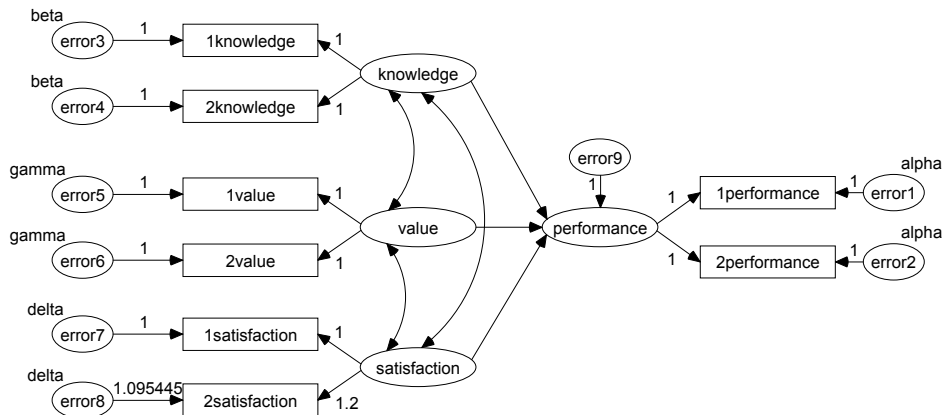 beta
error3
1
1knowledge
1
knowledge
beta
error4
1
2knowledge
1
error9
1
gamma
error5
1
1value
1
value
gamma
error6
1
2value
1
performance
1
1performance
1
alpha
error1
1
2performance
1
alpha
error2
delta
error7
1
1satisfaction
1
satisfaction
delta
error8
1.095445
2satisfaction
1.2